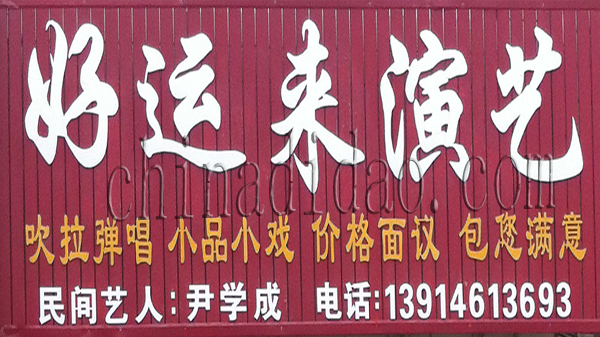 好运来演艺
chinadidao.com
吹拉弹唱 小品小戏 价格面议 包您满意
民间艺人:尹学成 电话:13914613693